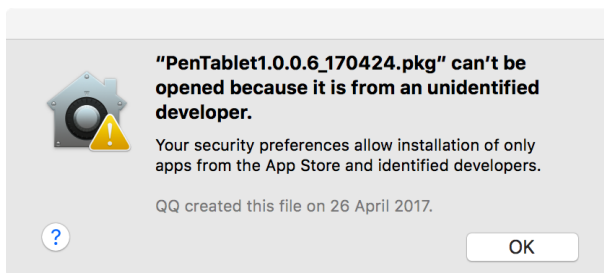 “PenTablet1.0.0.6_170424.pkg” can’t be
opened because it is from an unidentified
developer.
Your security preferences allow installation of only
apps from the App Store and identified developers.
QQ created this file on 26 April 2017.
?
OK